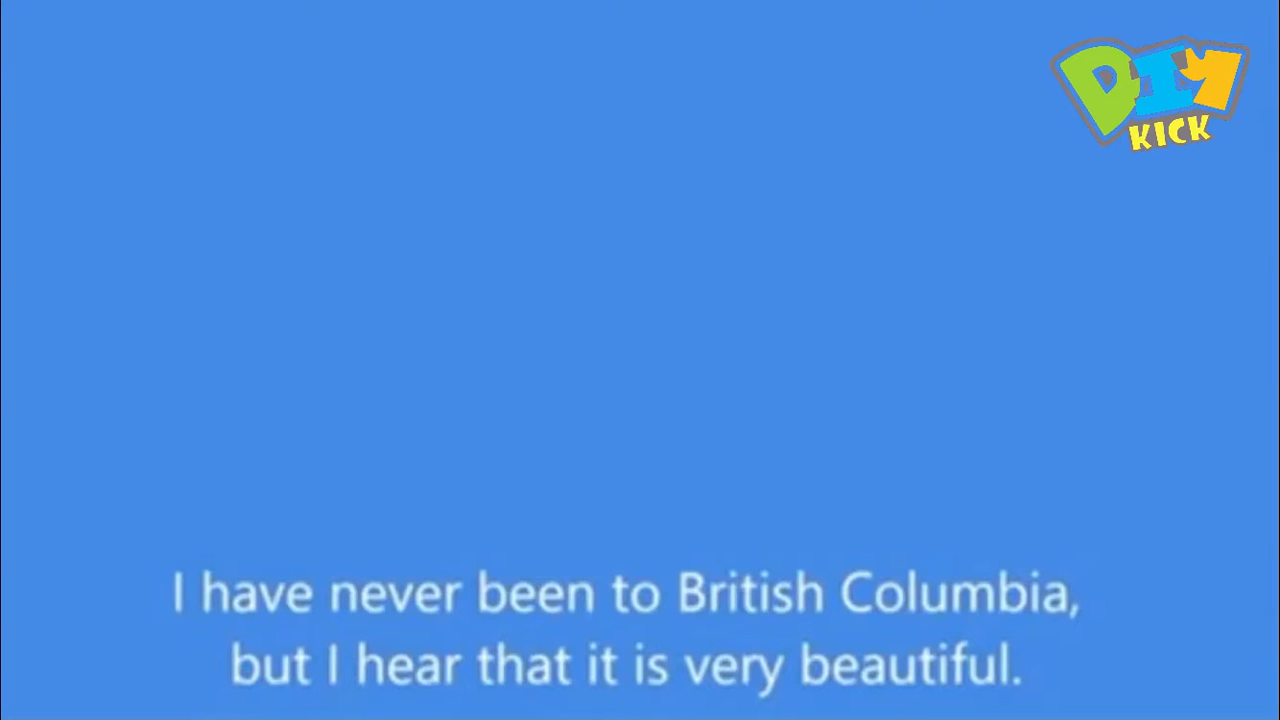 DIY
KICK
I have never been to British Columbia,
but I hear that it is very beautiful.